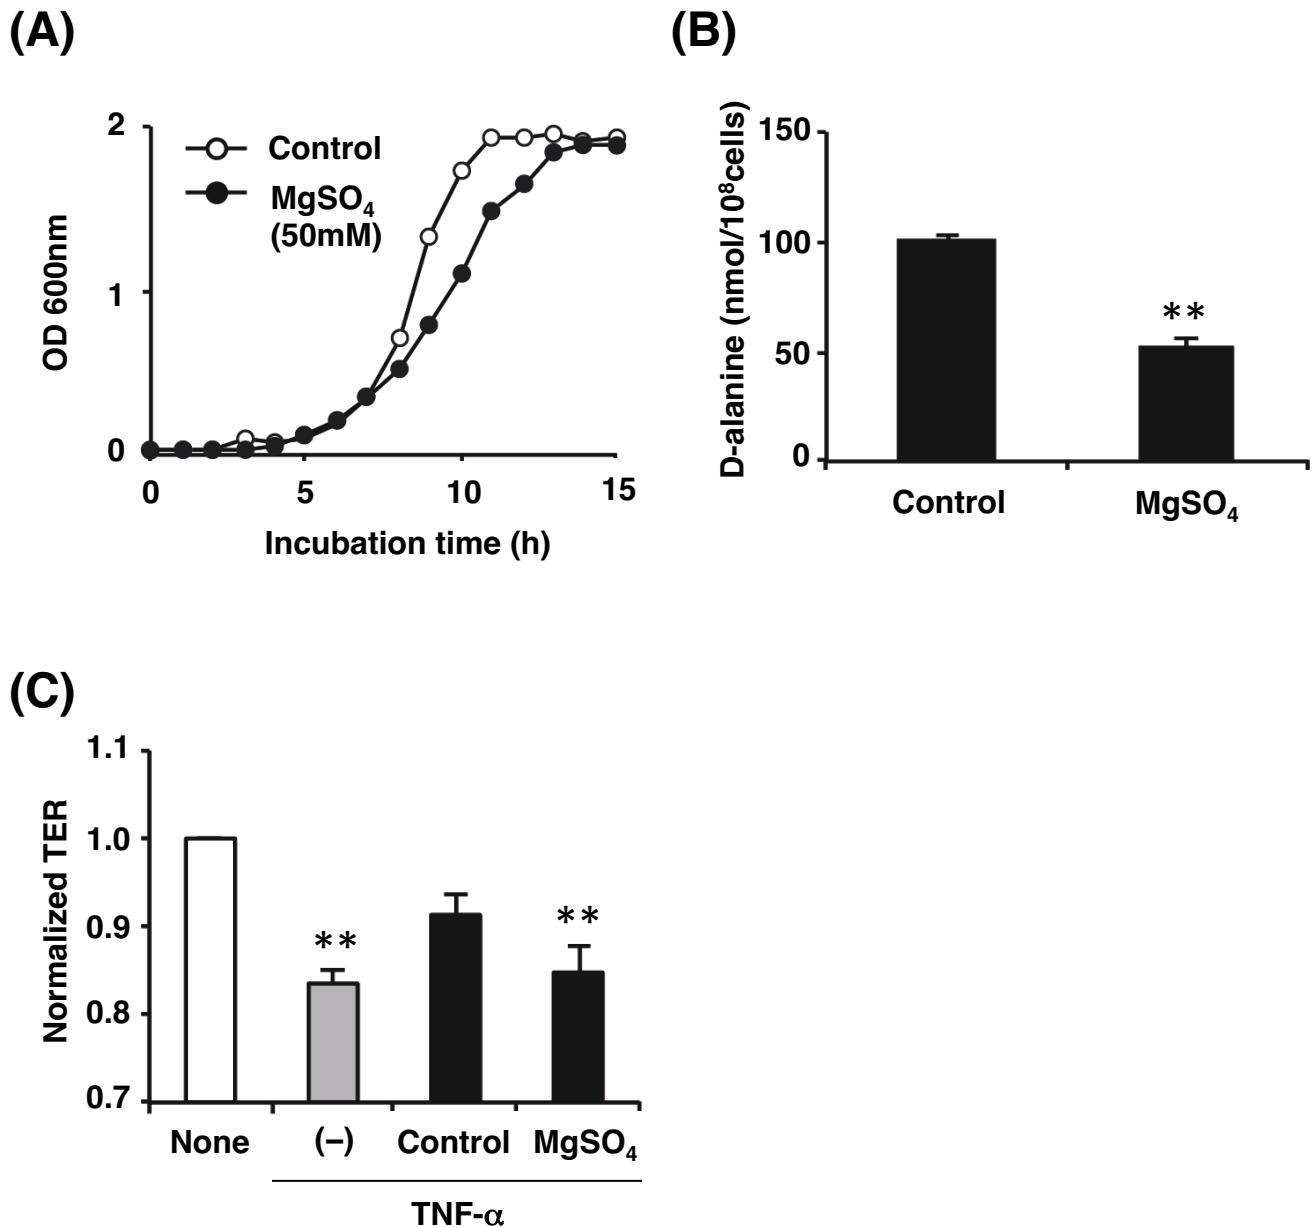 (A)
2
1
0
OD 600nm
Control
MgSO4
(50mM)
0 5 10 15
Incubation time (h)
(B)
150
100
50
0
D-alanine (nmol/10⁸cells)
**
Control MgSO4
(C)
1.1
1.0
0.9
0.8
0.7
Normalized TER
**
**
None (–) Control MgSO4
TNF-α